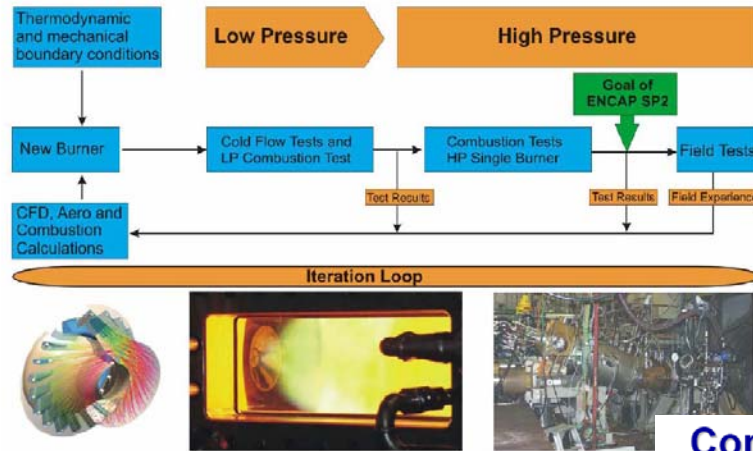 Thermodynamic
and mechanical
boundary conditions
Low Pressure
High Pressure
Goal of
ENCAP SP2
New Burner
Cold Flow Tests and
LP Combustion Test
Combustion Tests
HP Single Burner
Field Tests
Test Results
Test Results
Field Experience
CFD, Aero and
Combustion
Calculations
Iteration Loop